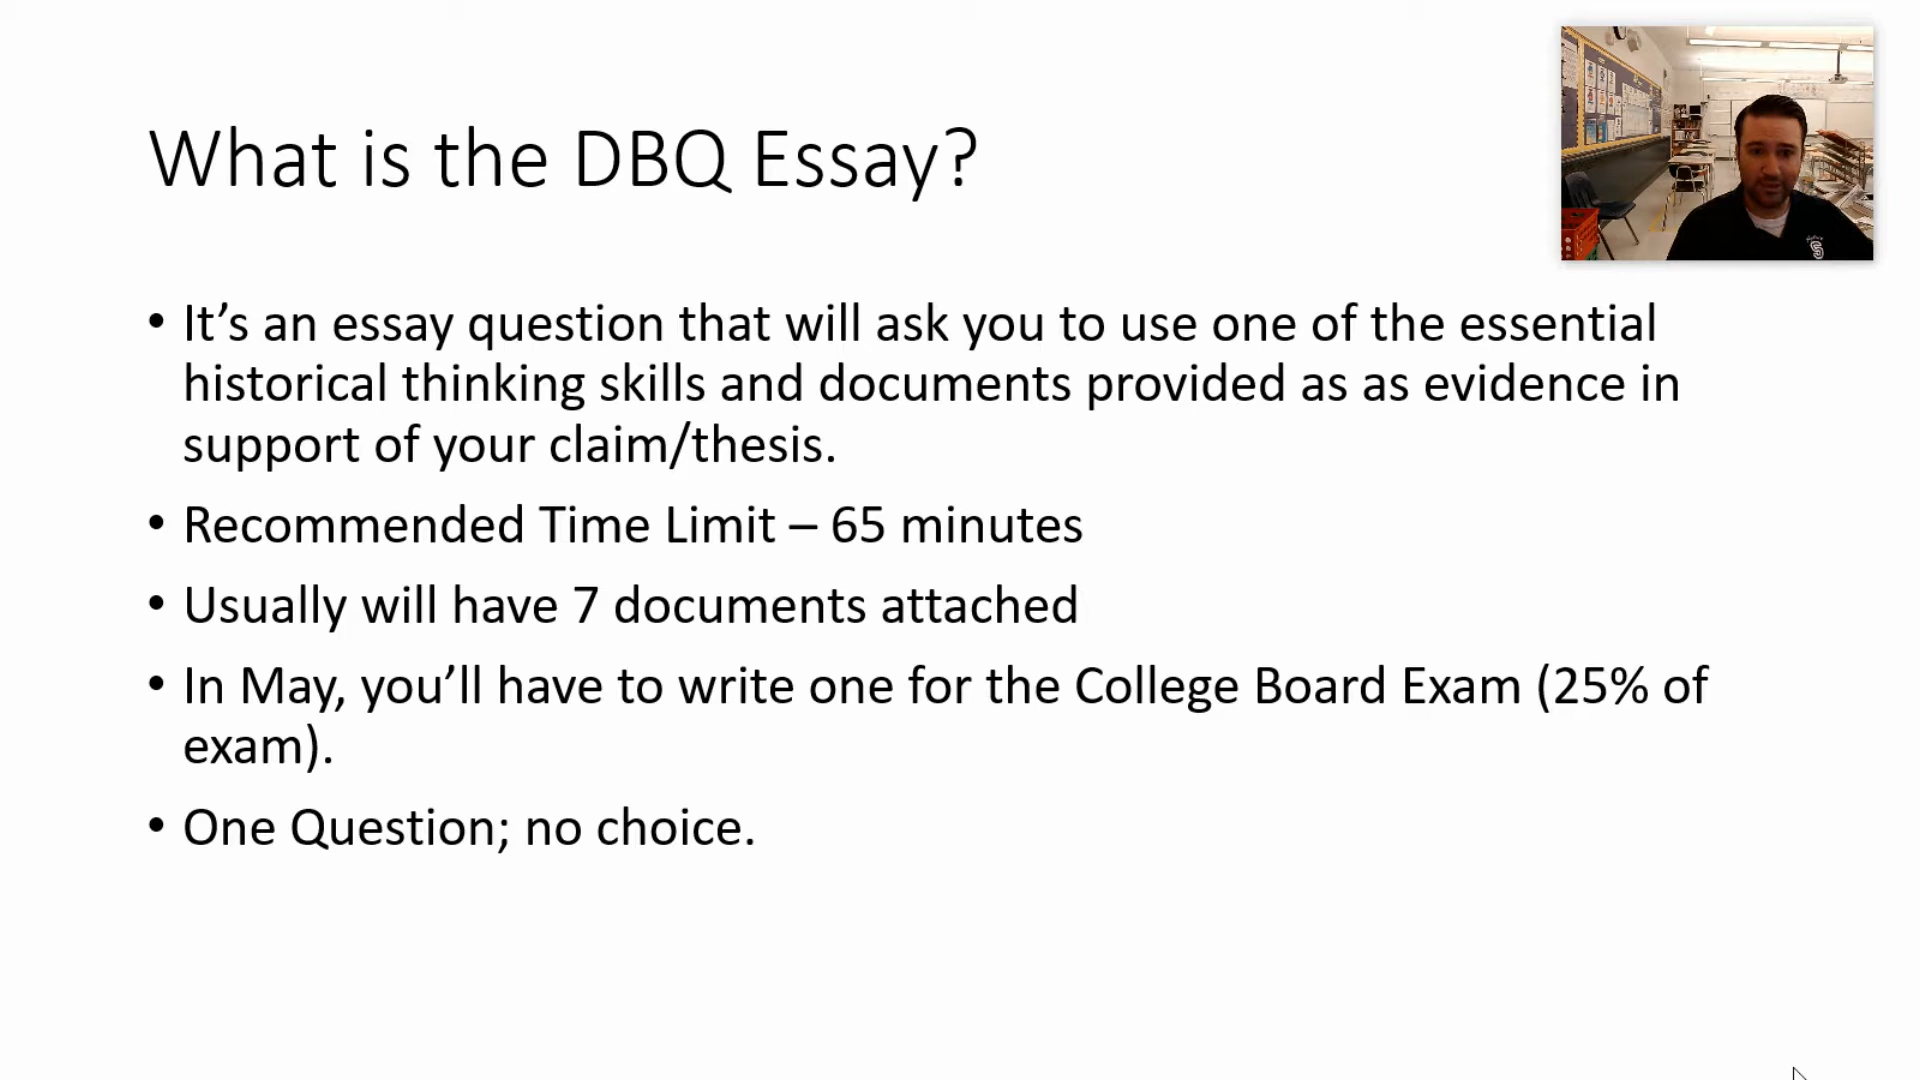 What is the DBQ Essay?
• It’s an essay question that will ask you to use one of the essential
historical thinking skills and documents provided as as evidence in
support of your claim/thesis.
• Recommended Time Limit – 65 minutes
• Usually will have 7 documents attached
• In May, you’ll have to write one for the College Board Exam (25% of
exam).
• One Question; no choice.